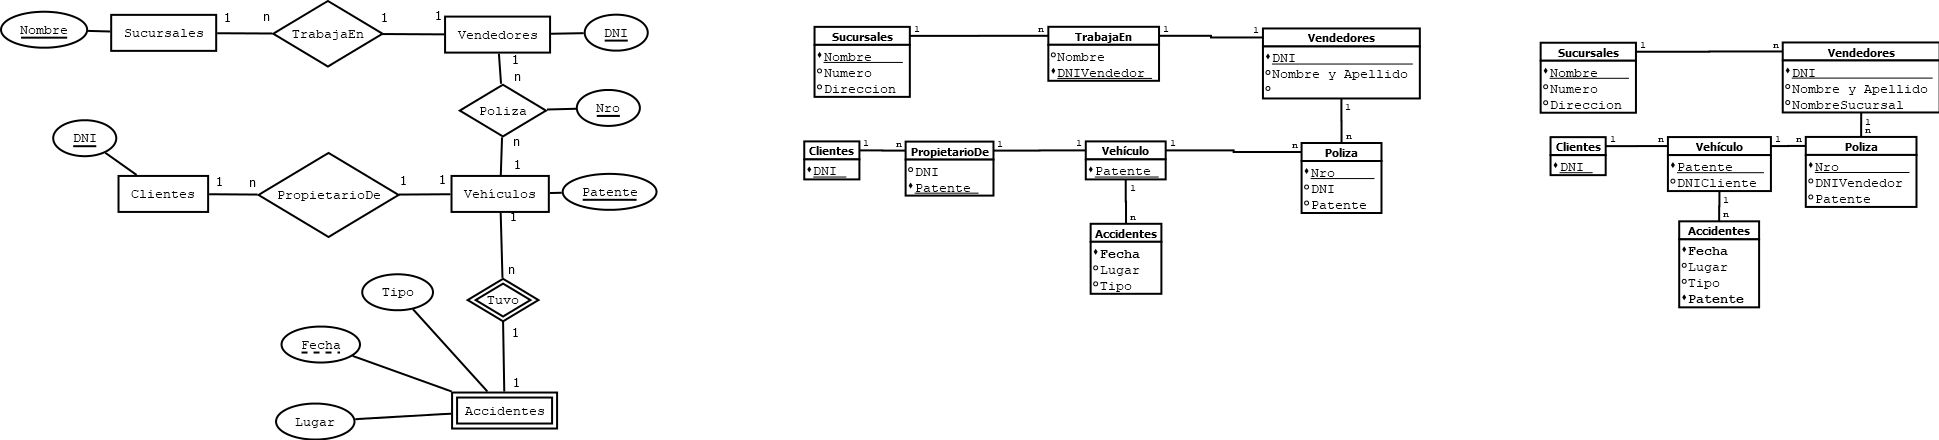 Nombre
Sucursales
1
n
TrabajaEn
1
1
Vendedores
DNI
1
n
Poliza
Nro
n
1
DNI
Clientes
1
n
PropietarioDe
1
1
Vehículos
Patente
1
n
Tuvo
1
1
Tipo
Fecha
Lugar
Accidentes
Sucursales
Nombre
Numero
Direccion
1
n
TrabajaEn
Nombre
DNIVendedor
1
1
Vendedores
DNI
Nombre y Apellido
1
n
Clientes
DNI
1
n
PropietarioDe
DNI
Patente
1
1
Vehículo
Patente
1
n
Poliza
Nro
DNI
Patente
1
n
Accidentes
Fecha
Lugar
Tipo
Sucursales
Nombre
Numero
Direccion
1
n
Vendedores
DNI
Nombre y Apellido
NombreSucursal
1
n
Clientes
DNI
1
n
Vehículo
Patente
DNICliente
1
n
Poliza
Nro
DNIVendedor
Patente
1
n
Accidentes
Fecha
Lugar
Tipo
Patente